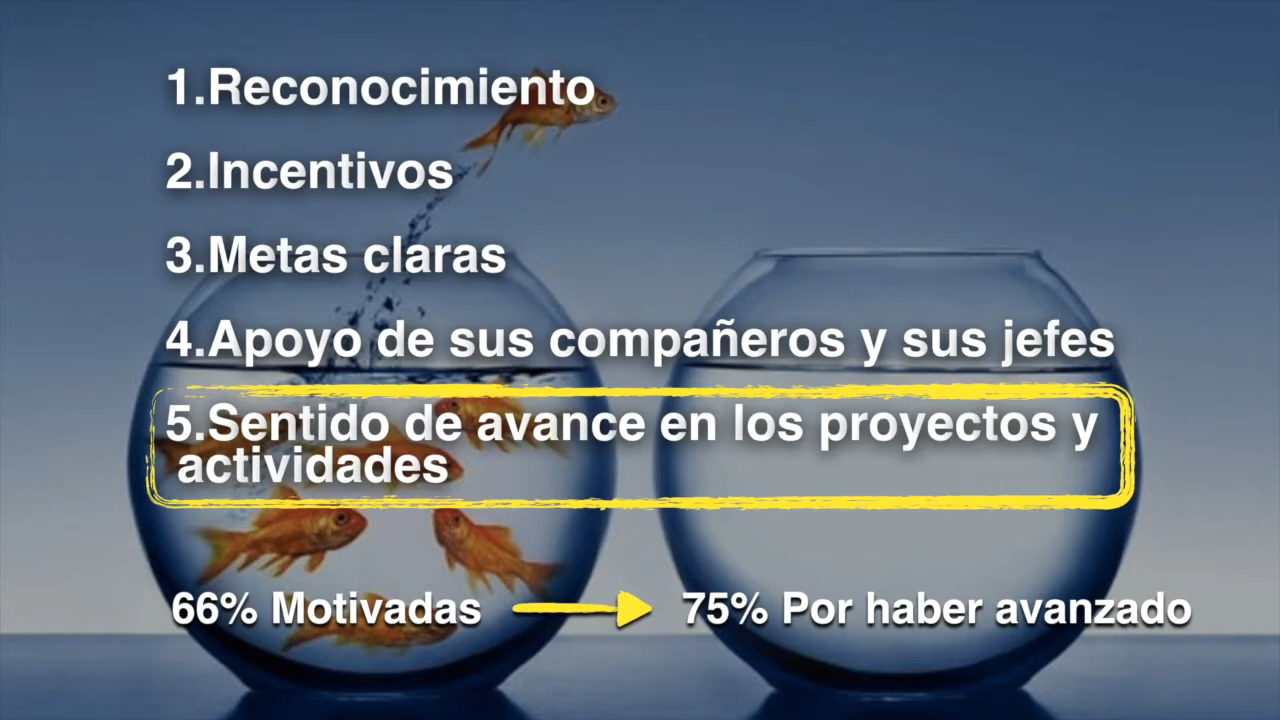 1.Reconocimiento
2.Incentivos
3.Metas claras
4.Apoyo de sus compañeros y sus jefes
5.Sentido de avance en los proyectos y
actividades
66% Motivadas 75% Por haber avanzado